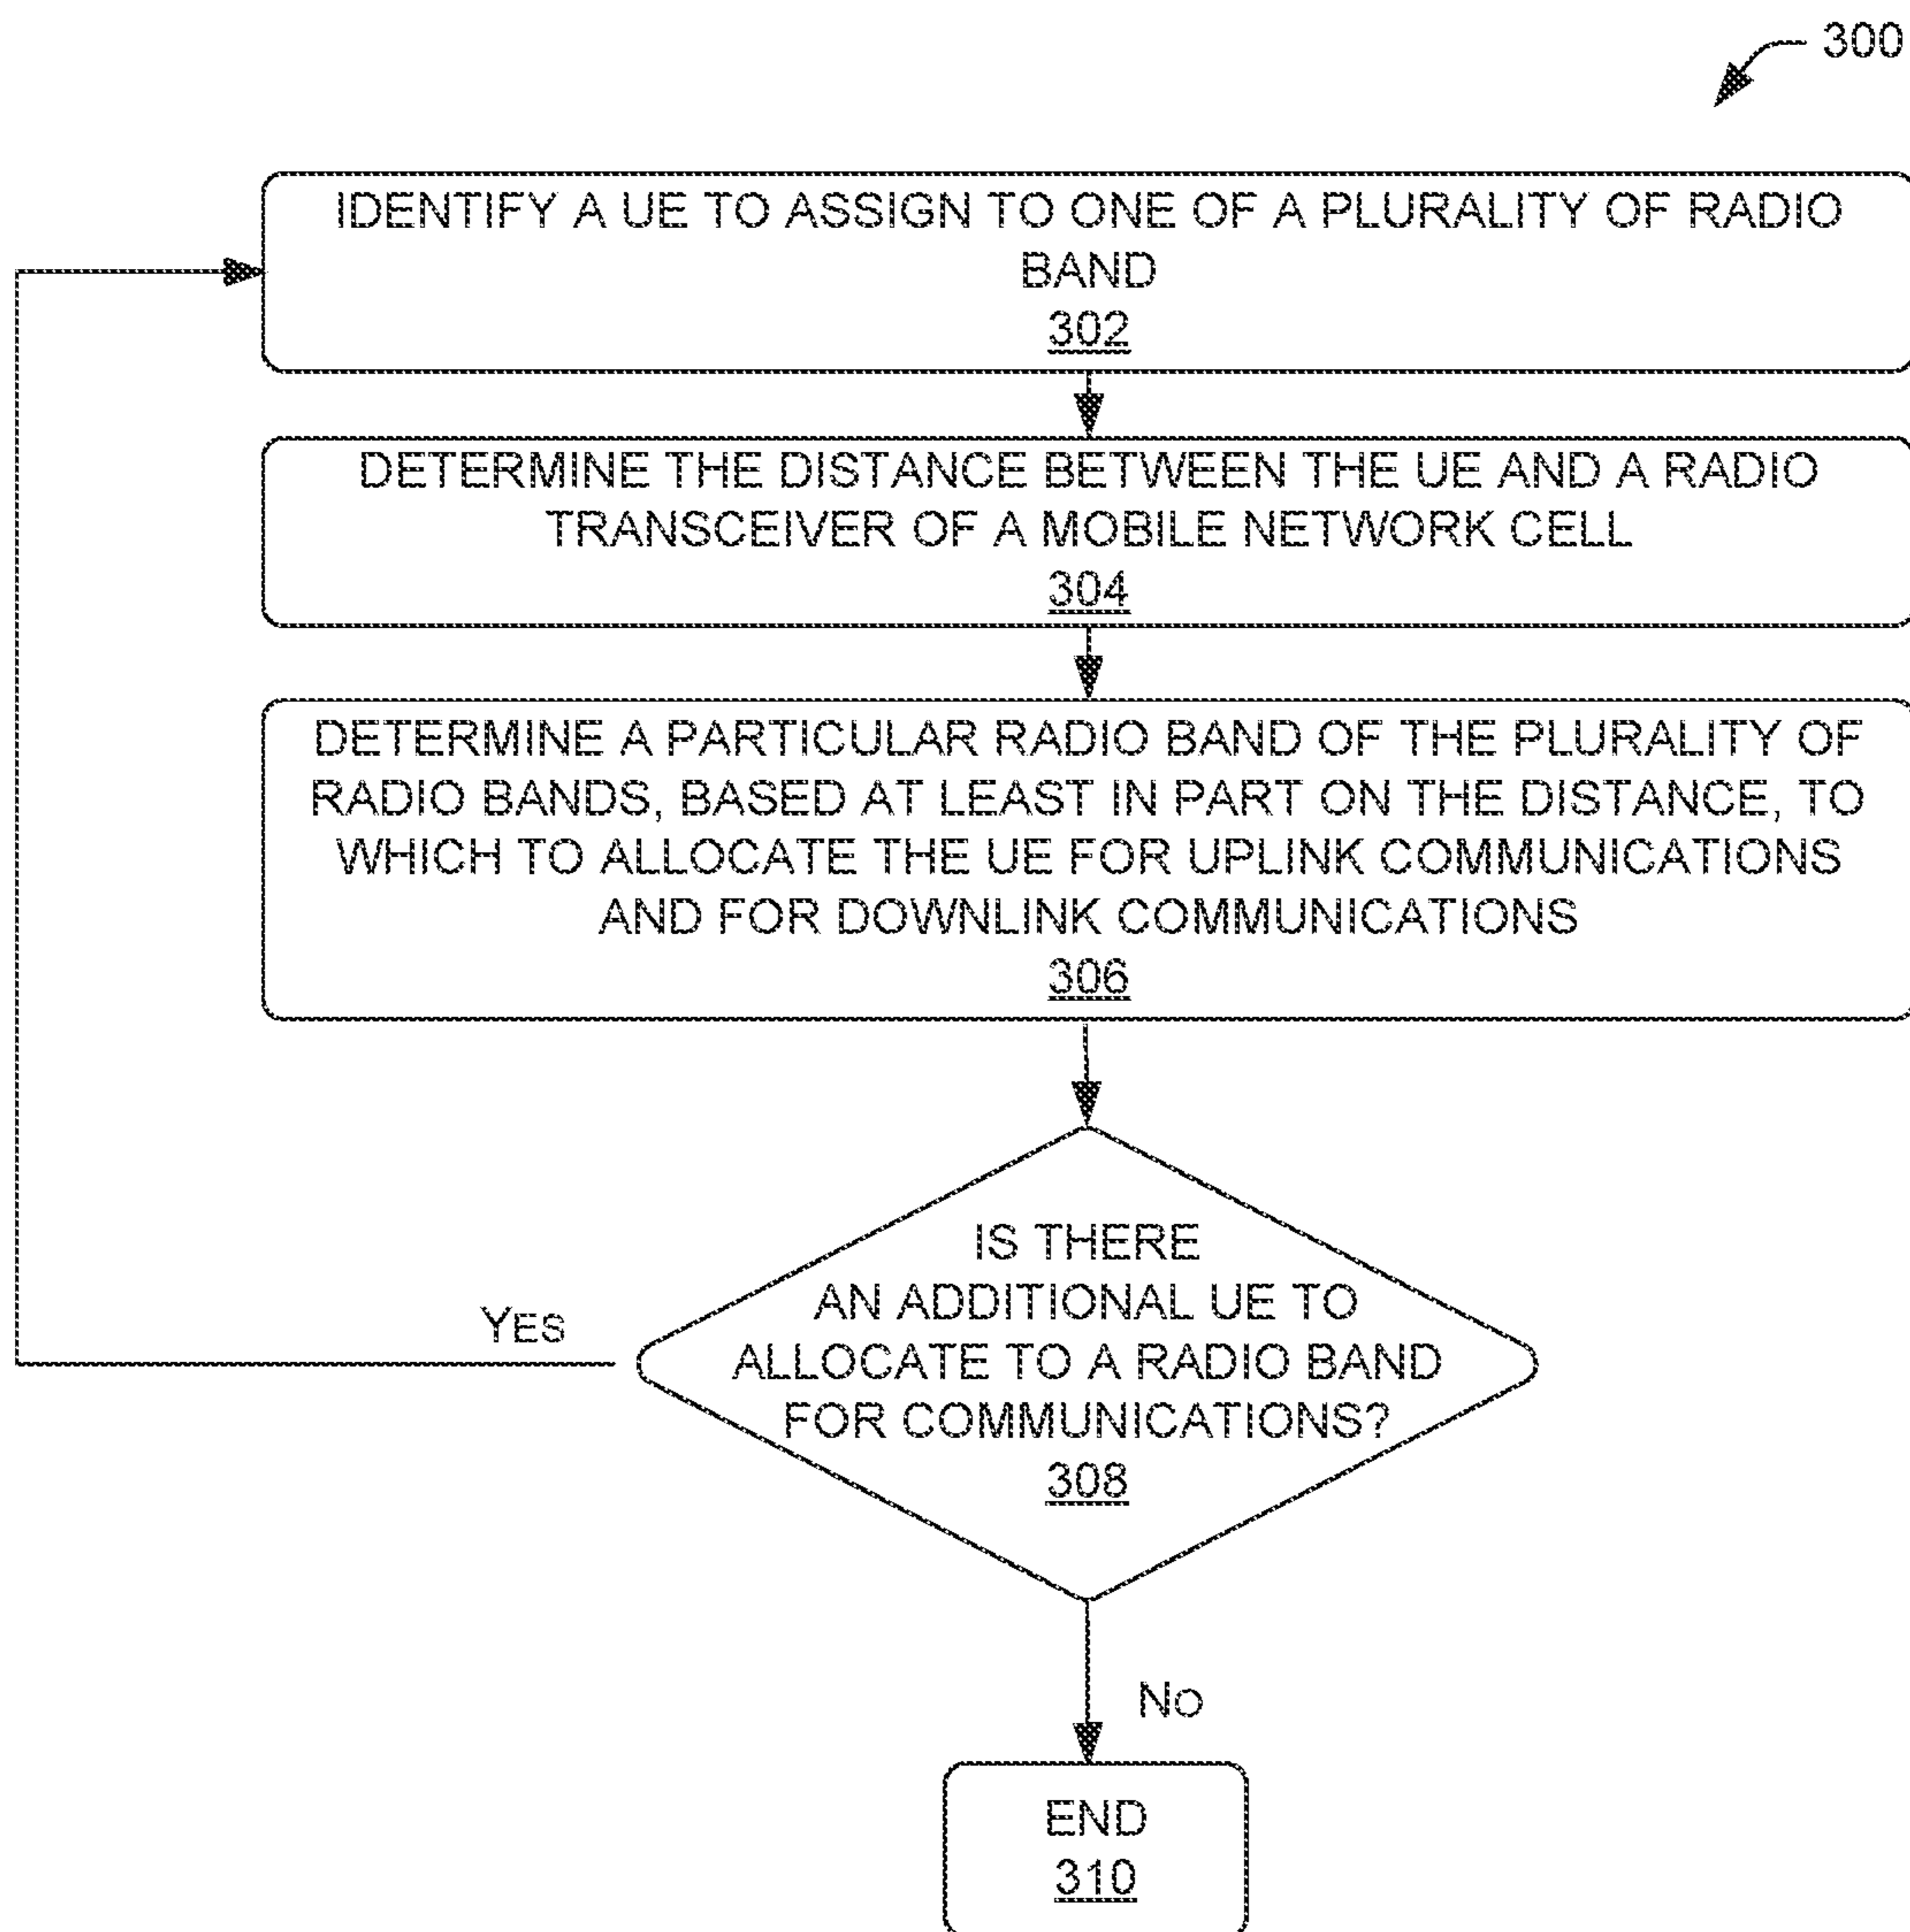 300
IDENTIFY A UE TO ASSIGN TO ONE OF A PLURALITY OF RADIO
BAND
302
DETERMINE THE DISTANCE BETWEEN THE UE AND A RADIO
TRANSCEIVER OF A MOBILE NETWORK CELL
304
DETERMINE A PARTICULAR RADIO BAND OF THE PLURALITY OF
RADIO BANDS, BASED AT LEAST IN PART ON THE DISTANCE, TO
WHICH TO ALLOCATE THE UE FOR UPLINK COMMUNICATIONS
AND FOR DOWNLINK COMMUNICATIONS
306
IS THERE
AN ADDITIONAL UE TO
ALLOCATE TO A RADIO BAND
FOR COMMUNICATIONS?
308
YES
NO
END
310